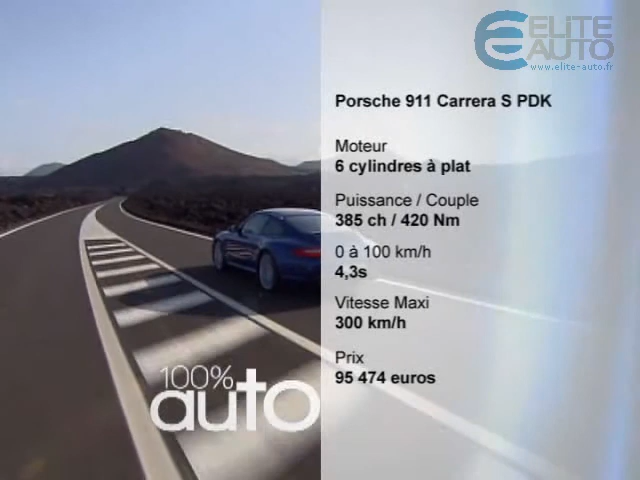 ELITE
AUTO
www.elite-auto.fr
Porsche 911 Carrera S PDK
Moteur
6 cylindres à plat
Puissance / Couple
385 ch / 420 Nm
0 à 100 km/h
4,3s
Vitesse Maxi
300 km/h
Prix
95 474 euros
100%
auto